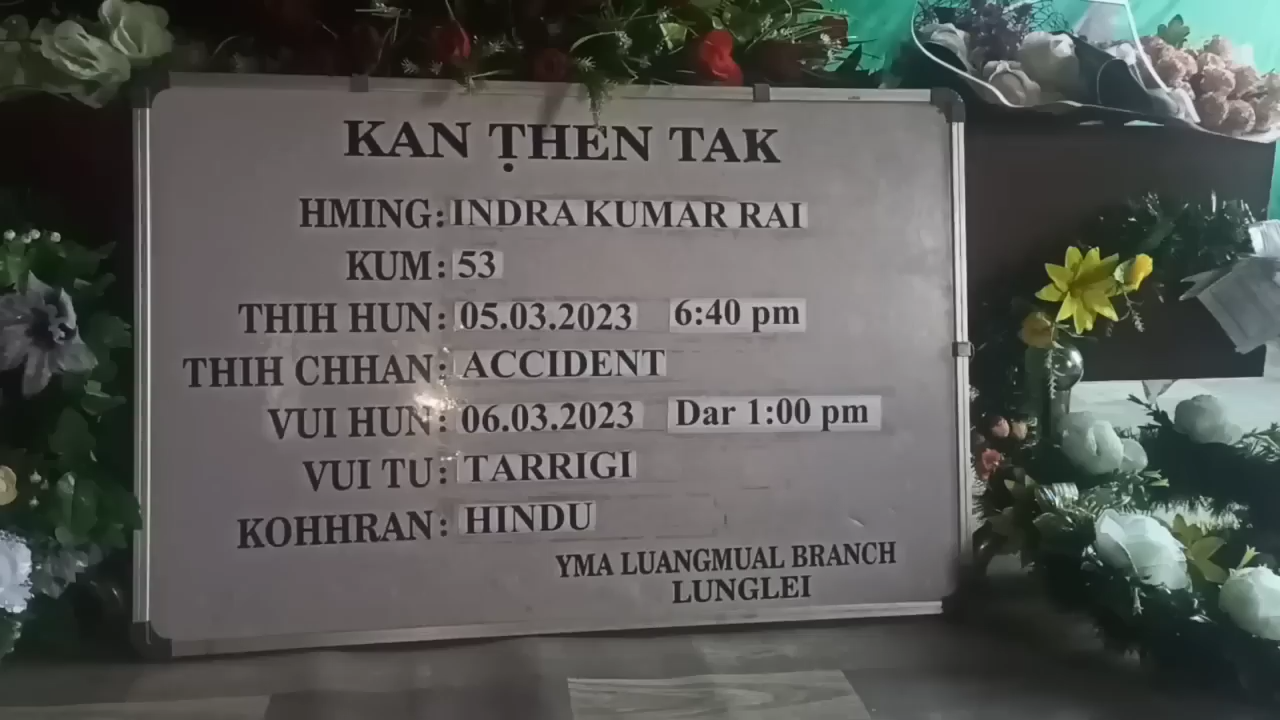 KAN ṬHEN TAK
HMING: INDRA KUMAR RAI
KUM: 53
THIH HUN: 05.03.2023 6:40 pm
THIH CHHAN: ACCIDENT
VUI HUN: 06.03.2023 Dar 1:00 pm
VUI TU: TARRIGI
KOHHRAN: HINDU
YMA LUANGMUAL BRANCH
LUNGLEI